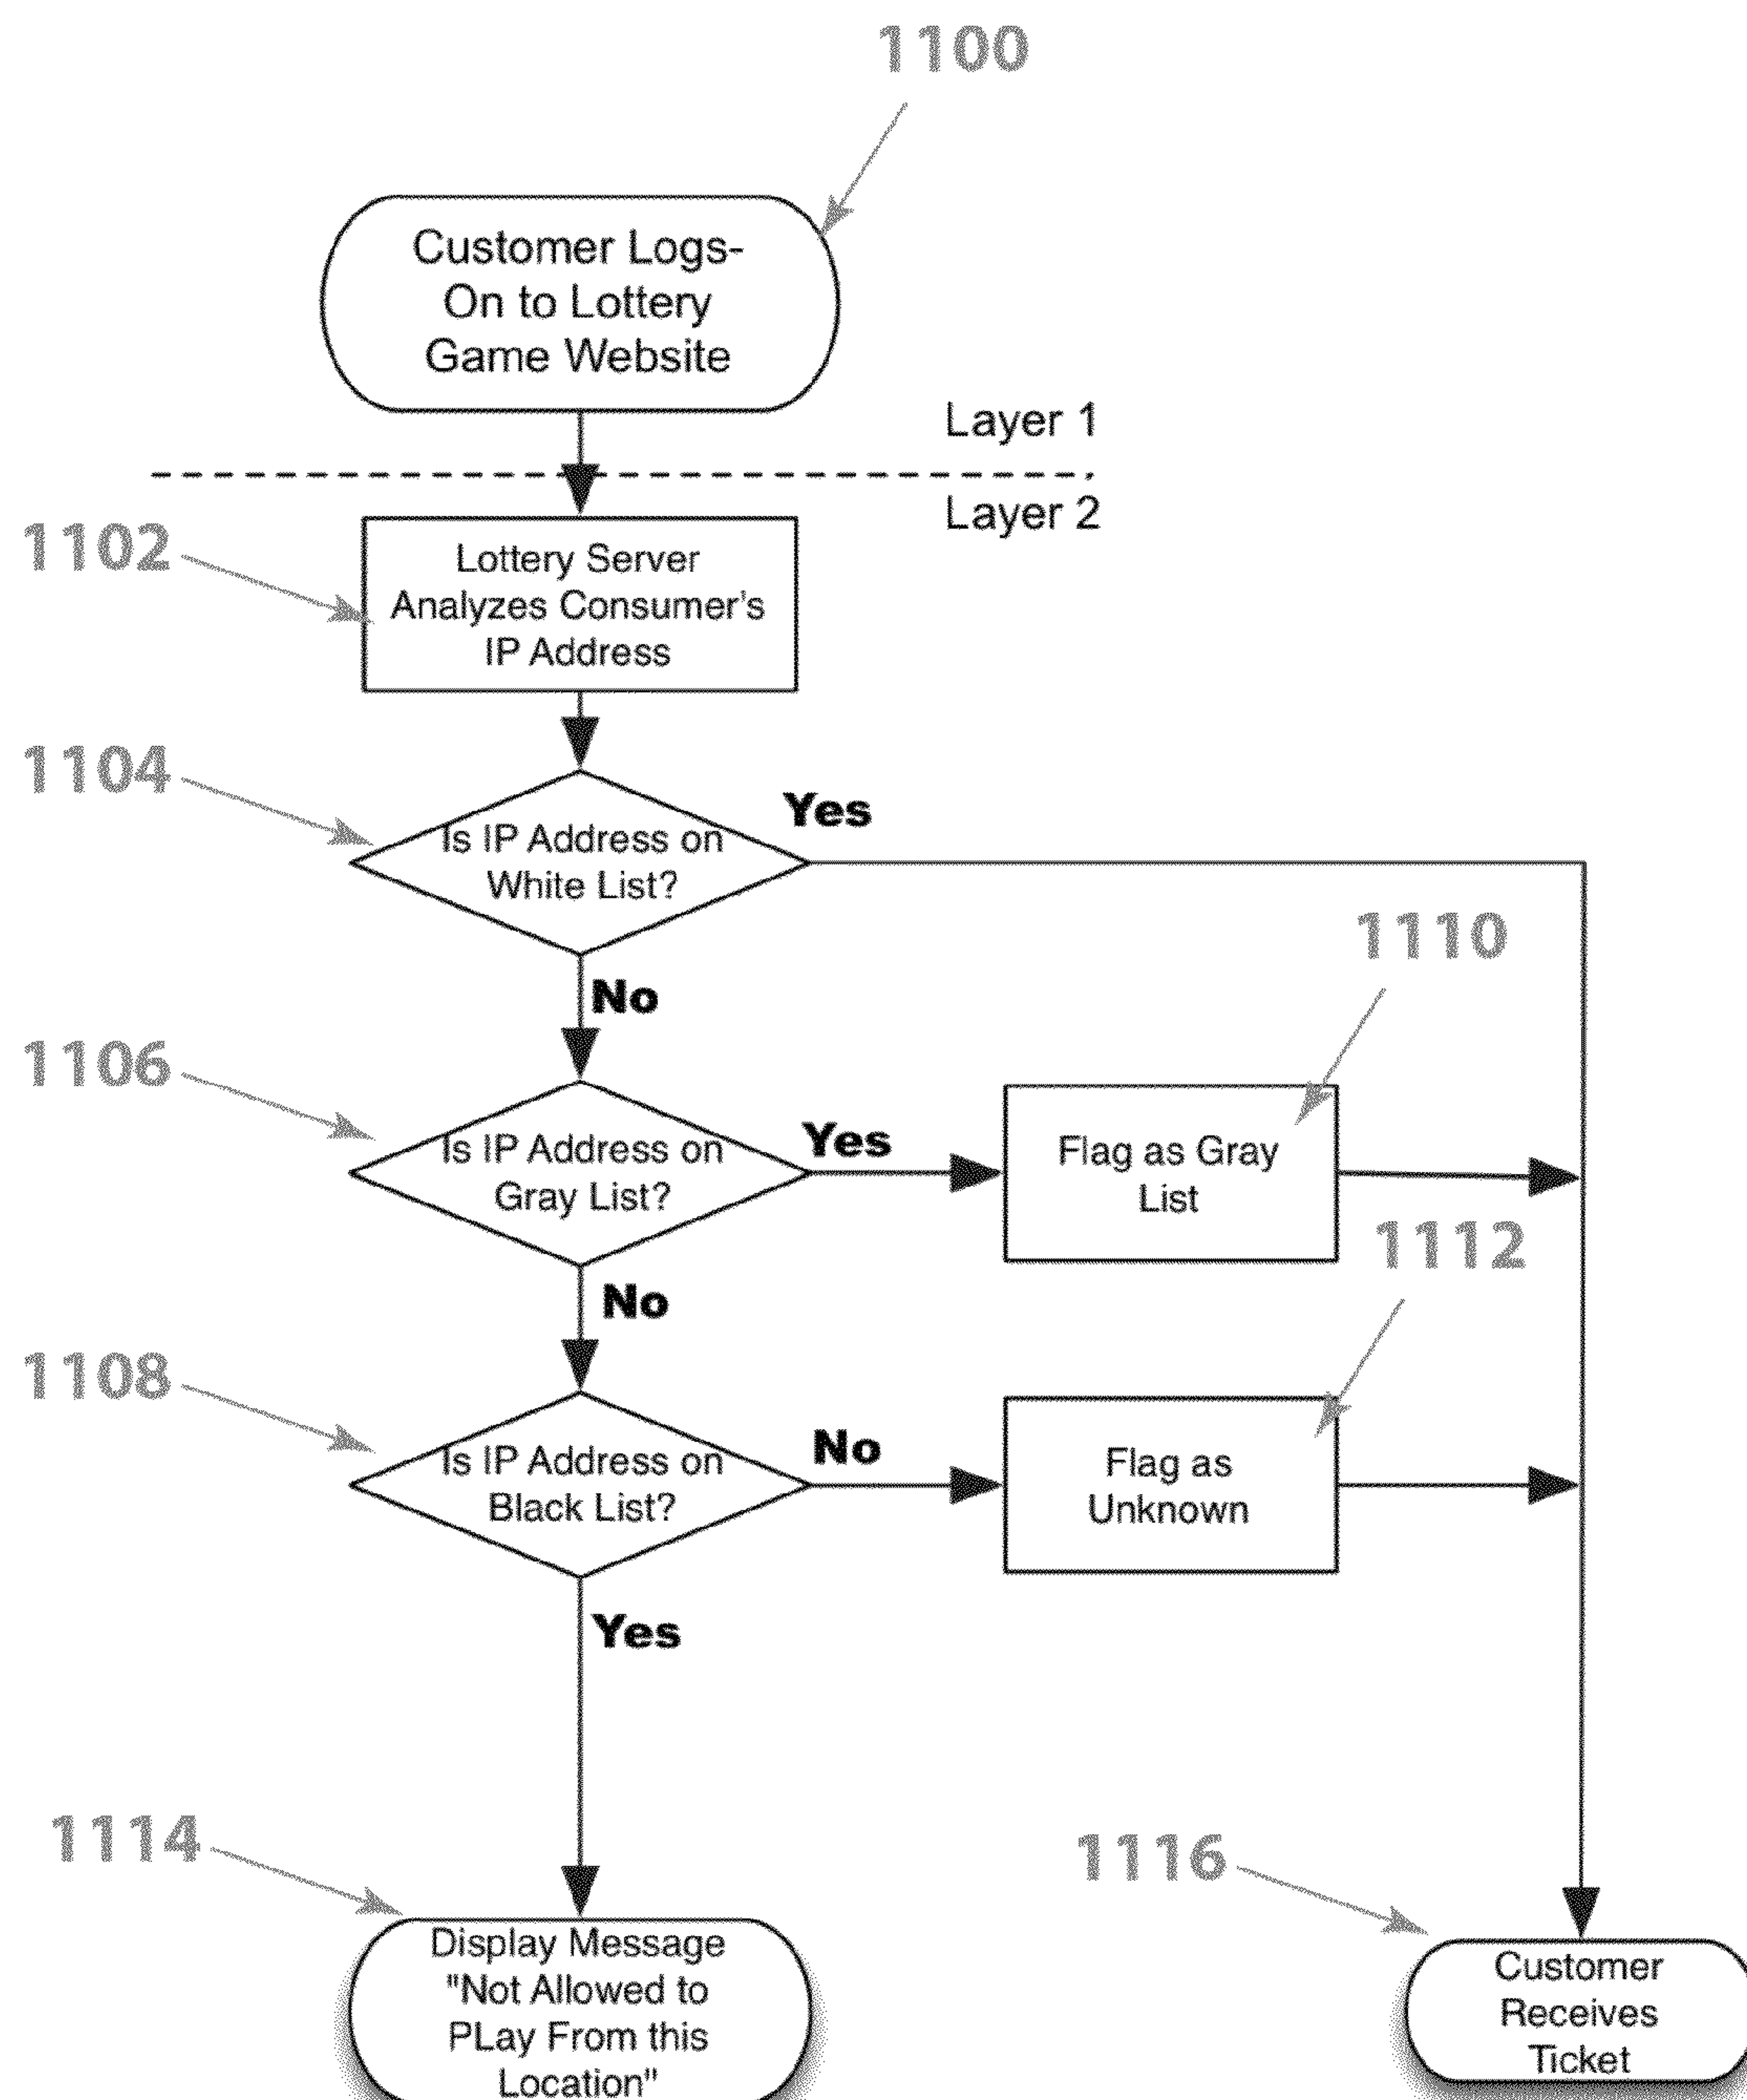 1100
Customer Logs-
On to Lottery
Game Website
Layer 1
Layer 2
1102
Lottery Server
Analyzes Consumer's
IP Address
1104
Is IP Address on
White List?
Yes
No
1110
1106
Is IP Address on
Gray List?
Yes
Flag as Gray
List
No
1112
1108
Is IP Address on
Black List?
No
Flag as
Unknown
Yes
1114
Display Message
"Not Allowed to
PLay From this
Location"
1116
Customer
Receives
Ticket